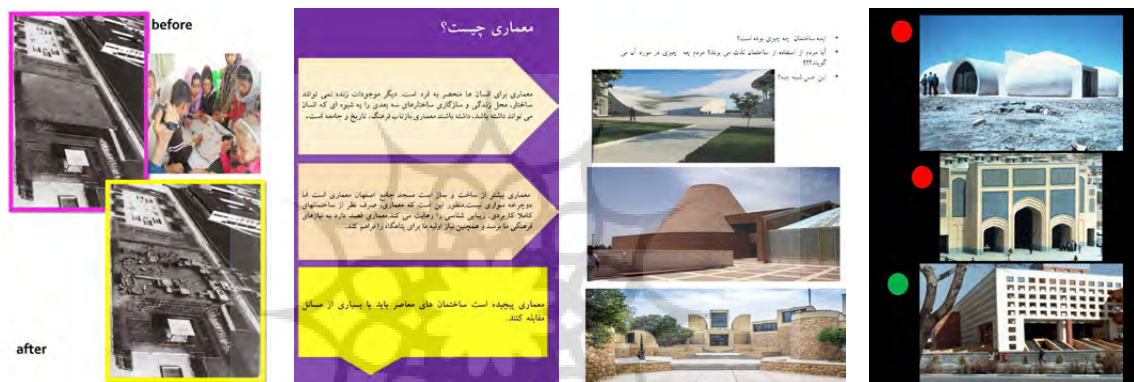 before
after
معماری چیست؟
معماری برای انسان ها منحصر به فرد است. دیگر موجودات زنده نمی توانند
ساختار، محل زندگی و سازگاری ساختارهای سه بعدی را به شیوه ای که انسان
می تواند داشته باشد، داشته باشند معماری بازتاب فرهنگ، تاریخ و جامعه است.
معماری بیشتر از ساخت و ساز است مسجد جامع اصفهان معماری است اما
دوچرخه سواری نیست.منظور این است که معماری، صرف نظر از ساختمانهای
کاملا کاربردی، زیبایی شناسی را رعایت می کند.معماری قصد دارد به نیازهای
فرهنگی ما برسد و همچنین نیاز اولیه ما برای پناهگاه را فراهم کند.
معماری پیچیده است ساختمان های معاصر باید با بسیاری از مسائل
مقابله کنند.
ایده ساختمان چه چیزی بوده است؟
آیا مردم از استفاده از ساختمان لذت می برند؟ مردم چه چیزی در مورد آن می
گویند؟؟؟
این حس شبیه چیه؟